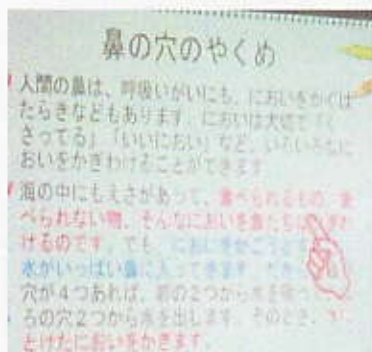 鼻の穴のやくめ
人間の鼻は、呼吸いがいにも、においをかぐは
たらきなどもあります。においは大切で「く
さってる」「いいにおい」など、いろいろなに
おいをかぎわけることができます。
海の中にもえさがあって、食べられるもの、食
べられない物、そんなにおいを魚たちは
けるのです。でも、においをかごうと
水がいっぱい鼻に入ってきます。
穴が4つあれば、前の2つから水を吸っ
ろの穴2つから水を出します。そのとき、
とけたにおいをかぎます。